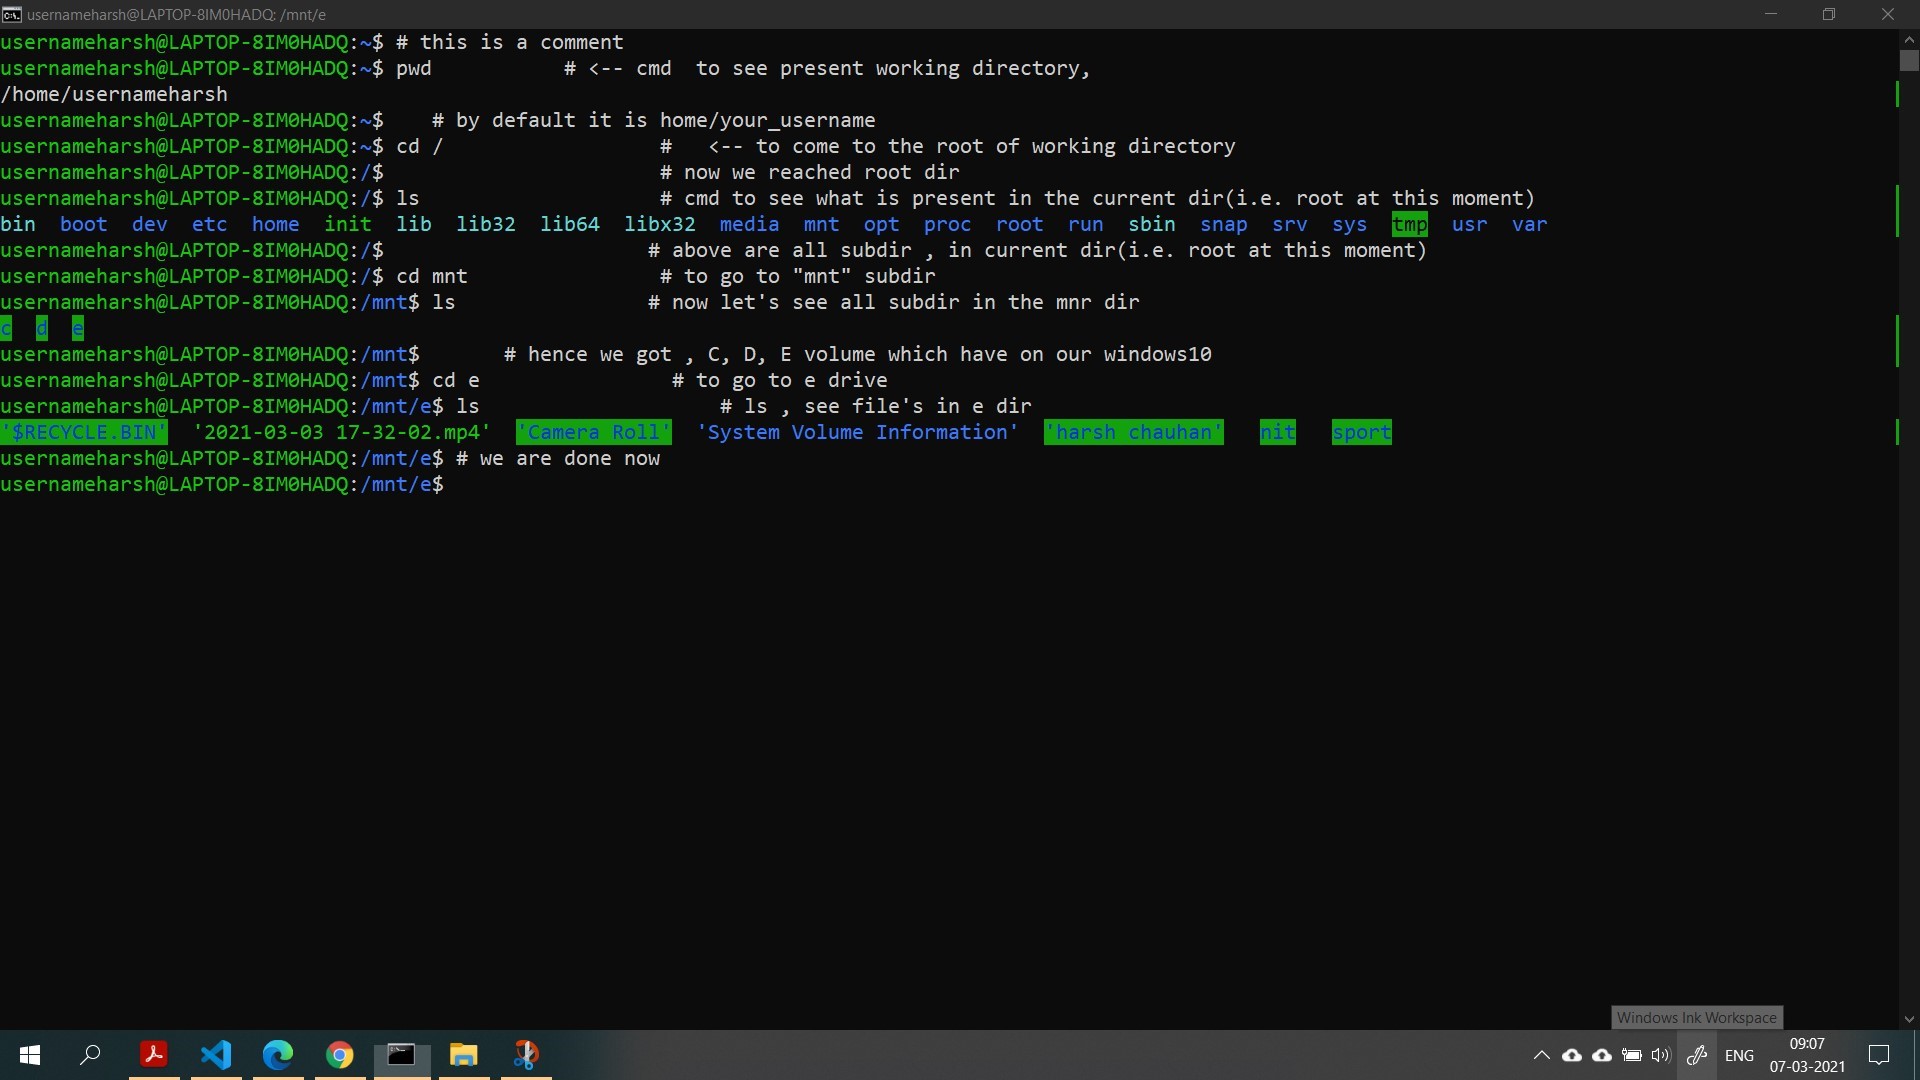 usernameharsh@LAPTOP-8IM0HADQ: /mnt/e
usernameharsh@LAPTOP-8IM0HADQ:~$ # this is a comment
usernameharsh@LAPTOP-8IM0HADQ:~$ pwd           # <-- cmd  to see present working directory,
/home/usernameharsh
usernameharsh@LAPTOP-8IM0HADQ:~$    # by default it is home/your_username
usernameharsh@LAPTOP-8IM0HADQ:~$ cd /                  #   <-- to come to the root of working directory
usernameharsh@LAPTOP-8IM0HADQ:/$                       # now we reached root dir
usernameharsh@LAPTOP-8IM0HADQ:/$ ls                    # cmd to see what is present in the current dir(i.e. root at this moment)
bin  boot  dev  etc  home  init  lib  lib32  lib64  libx32  media  mnt  opt  proc  root  run  sbin  snap  srv  sys  tmp  usr  var
usernameharsh@LAPTOP-8IM0HADQ:/$                      # above are all subdir , in current dir(i.e. root at this moment)
usernameharsh@LAPTOP-8IM0HADQ:/$ cd mnt                # to go to "mnt" subdir
usernameharsh@LAPTOP-8IM0HADQ:/mnt$ ls                # now let's see all subdir in the mnr dir
c  d  e
usernameharsh@LAPTOP-8IM0HADQ:/mnt$       # hence we got , C, D, E volume which have on our windows10
usernameharsh@LAPTOP-8IM0HADQ:/mnt$ cd e                # to go to e drive
usernameharsh@LAPTOP-8IM0HADQ:/mnt/e$ ls                    # ls , see file's in e dir
'$RECYCLE.BIN'  '2021-03-03 17-32-02.mp4'  'Camera Roll'  'System Volume Information'  'harsh chauhan'   nit   sport
usernameharsh@LAPTOP-8IM0HADQ:/mnt/e$ # we are done now
usernameharsh@LAPTOP-8IM0HADQ:/mnt/e$
Windows Ink Workspace
ENG
09:07
07-03-2021